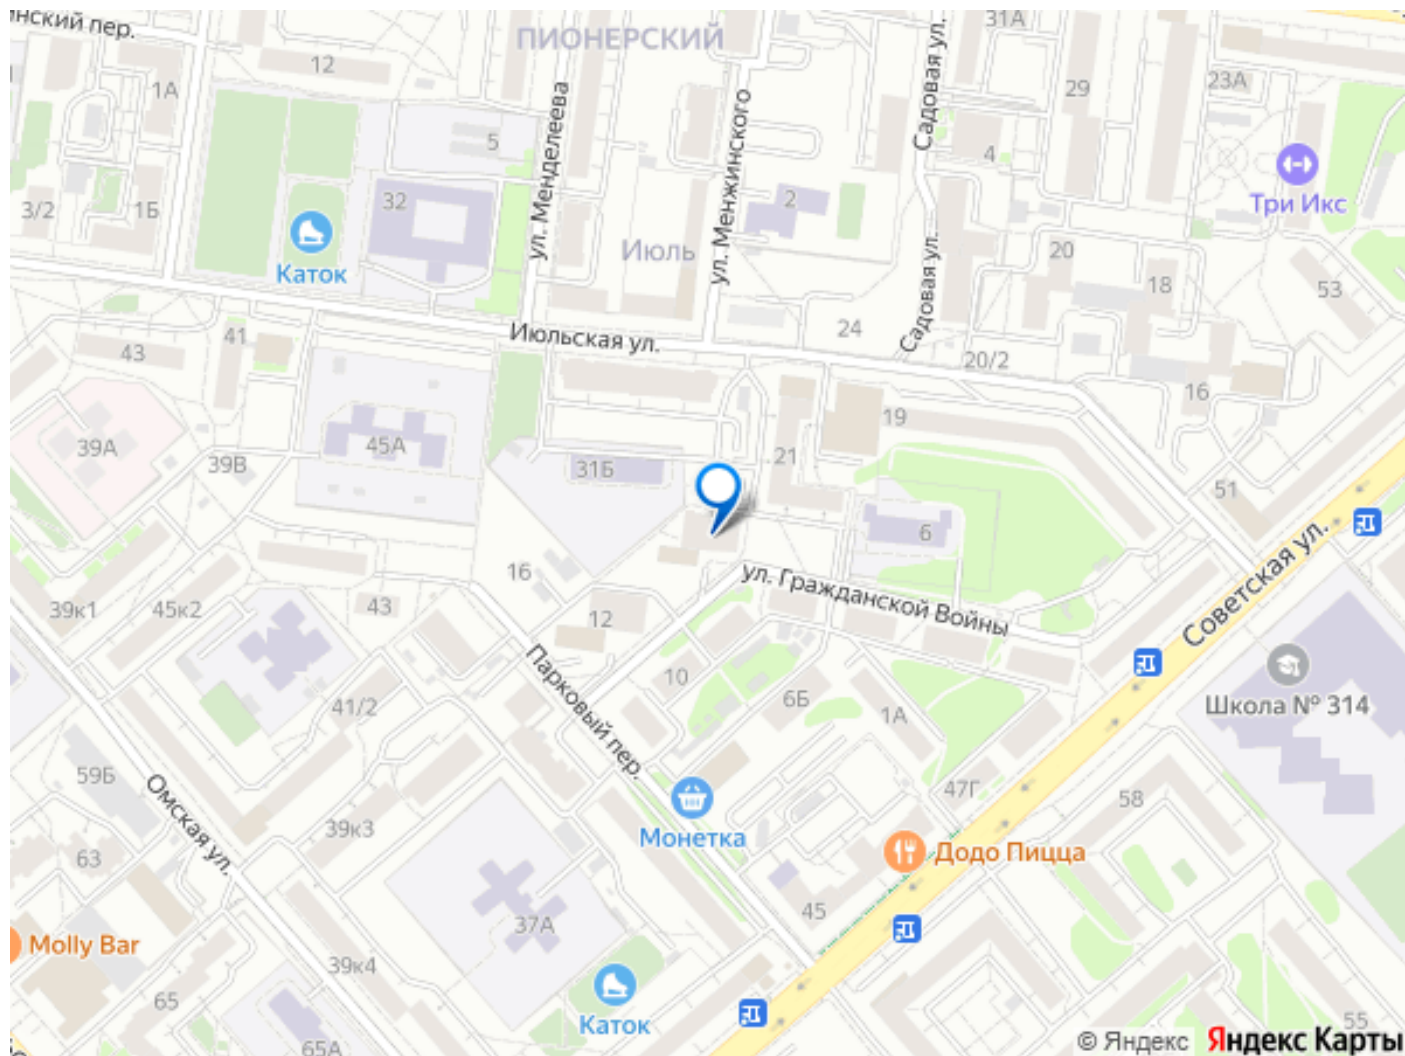 нский пер.
12
1А
ПИОНЕРСКИЙ
31А
29
23А
5
ул. Менделеева
ул. Менжинского
Садовая ул.
4
Три Икс
3/2
1Б
32
2
Каток
Июль
Садовая ул.
20
18
53
41
43
Июльская ул.
24
20/2
16
39А
39В
45А
31Б
21
19
51
6
16
ул. Гражданской Войны
Советская ул.
39к1
45к2
43
12
10
6Б
1А
Школа № 314
41/2
Парковый пер.
59Б
Омская ул.
39к3
47Г
58
63
Монетка
Додо Пицца
37А
45
Molly Bar
39к4
65
Каток
65А
55
© Яндекс
Яндекс Карты